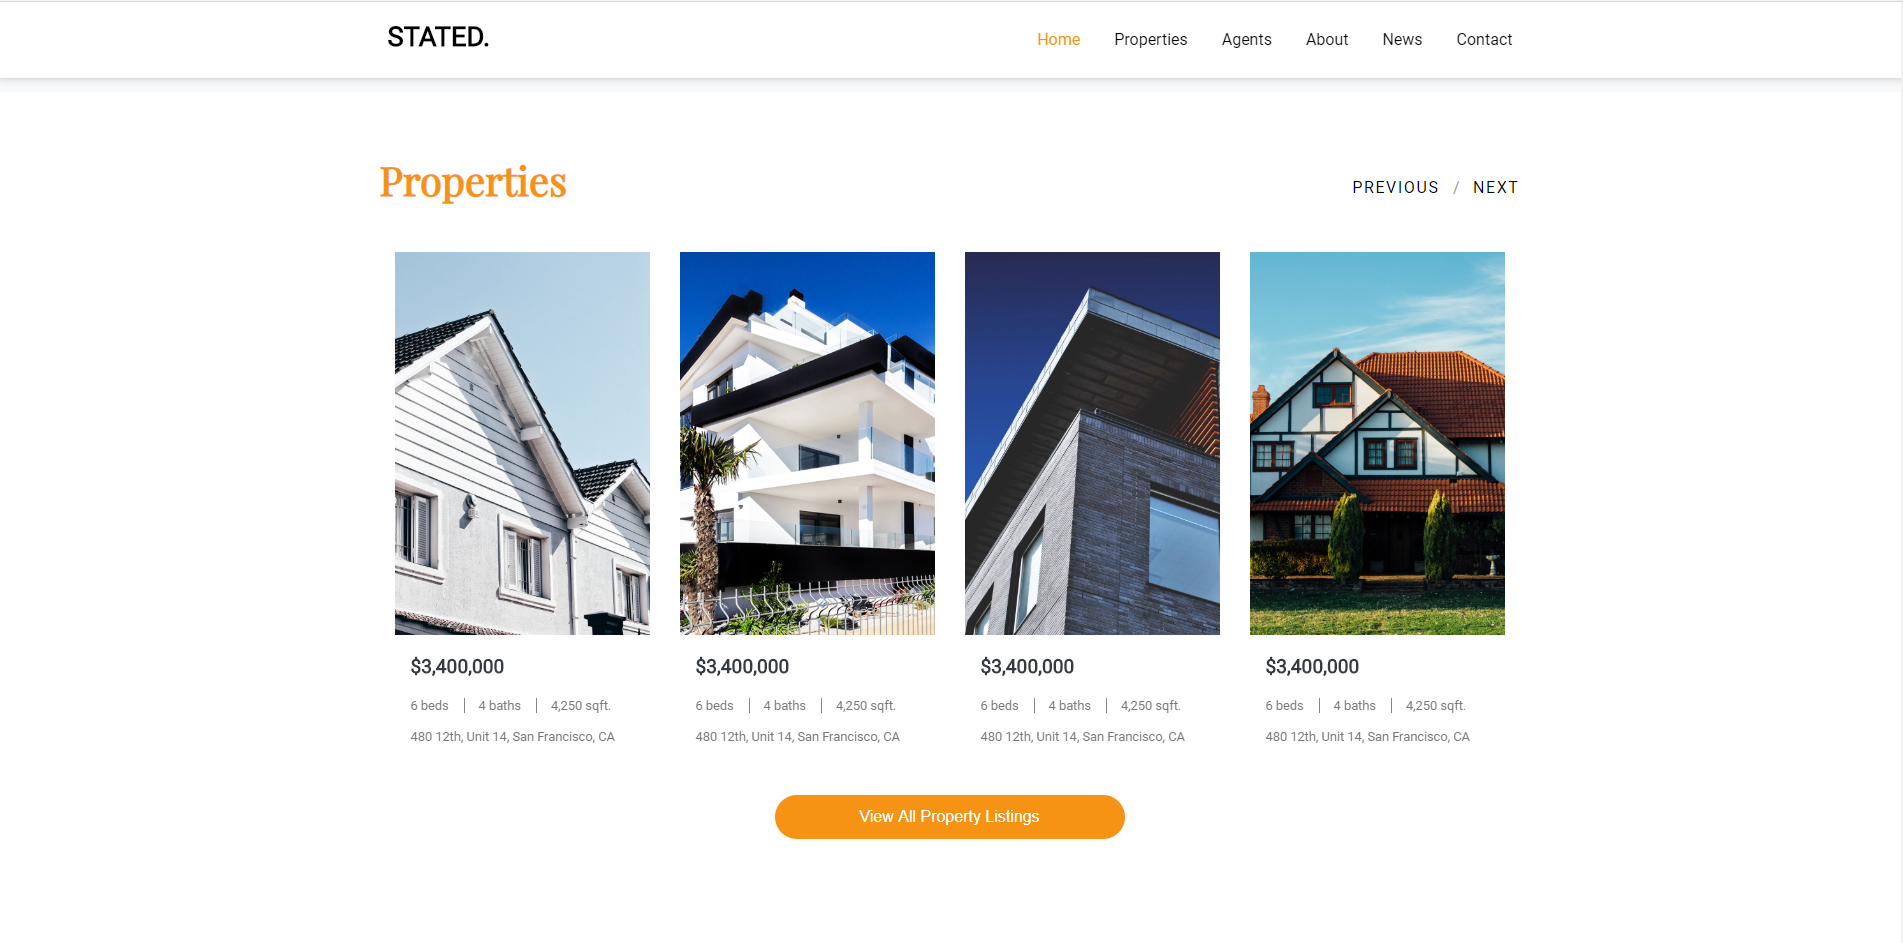 STATED.
Home Properties Agents About News Contact
Properties
PREVIOUS / NEXT
$3,400,000
6 beds | 4 baths | 4,250 sqft.
480 12th, Unit 14, San Francisco, CA
$3,400,000
6 beds | 4 baths | 4,250 sqft.
480 12th, Unit 14, San Francisco, CA
$3,400,000
6 beds | 4 baths | 4,250 sqft.
480 12th, Unit 14, San Francisco, CA
$3,400,000
6 beds | 4 baths | 4,250 sqft.
480 12th, Unit 14, San Francisco, CA
View All Property Listings